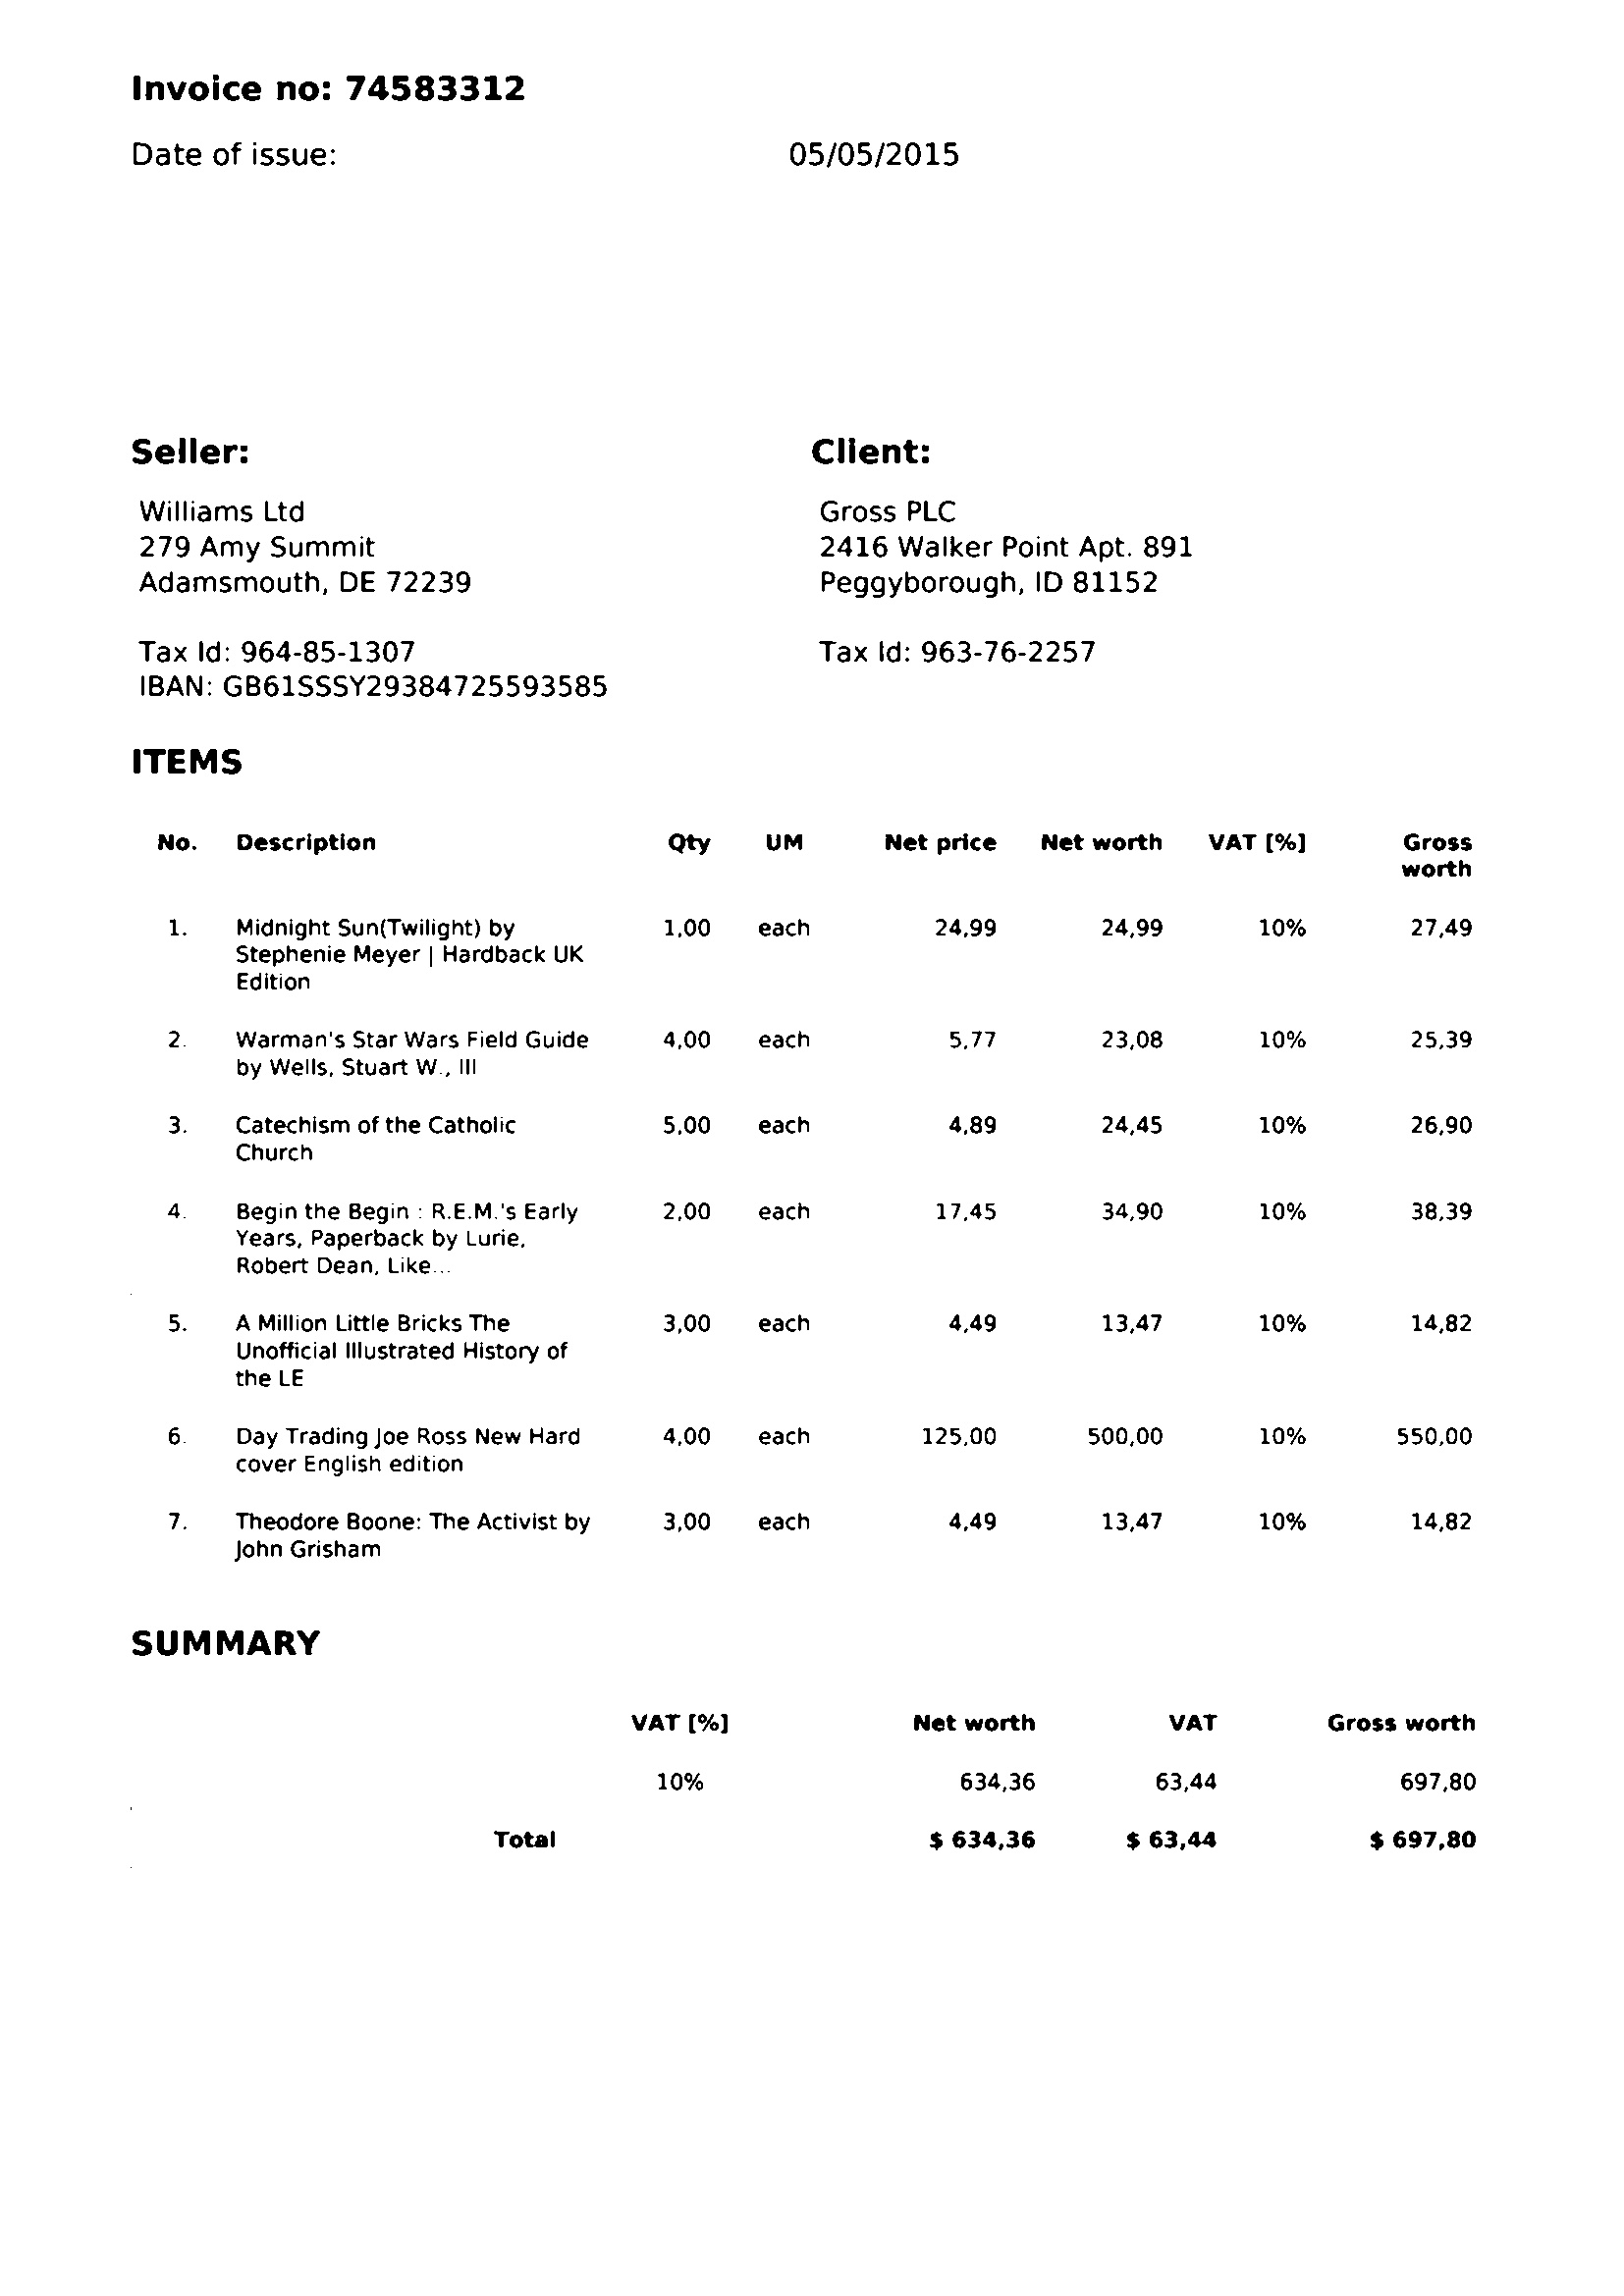 Invoice no: 74583312
Date of issue: 05/05/2015
Seller:
Williams Ltd
279 Amy Summit
Adamsmouth, DE 72239
Tax Id: 964-85-1307
IBAN: GB61SSSY29384725593585
Client:
Gross PLC
2416 Walker Point Apt. 891
Peggyborough, ID 81152
Tax Id: 963-76-2257
ITEMS
No. Description Qty UM Net price Net worth VAT [%] Gross
worth
1. Midnight Sun(Twilight) by 1,00 each 24,99 24,99 10% 27,49
Stephenie Meyer | Hardback UK
Edition
2. Warman's Star Wars Field Guide 4,00 each 5,77 23,08 10% 25,39
by Wells, Stuart W., III
3. Catechism of the Catholic 5,00 each 4,89 24,45 10% 26,90
Church
4. Begin the Begin : R.E.M.'s Early 2,00 each 17,45 34,90 10% 38,39
Years, Paperback by Lurie,
Robert Dean, Like...
5. A Million Little Bricks The 3,00 each 4,49 13,47 10% 14,82
Unofficial Illustrated History of
the LE
6. Day Trading Joe Ross New Hard 4,00 each 125,00 500,00 10% 550,00
cover English edition
7. Theodore Boone: The Activist by 3,00 each 4,49 13,47 10% 14,82
John Grisham
SUMMARY
VAT [%] Net worth VAT Gross worth
10% 634,36 63,44 697,80
Total $ 634,36 $ 63,44 $ 697,80